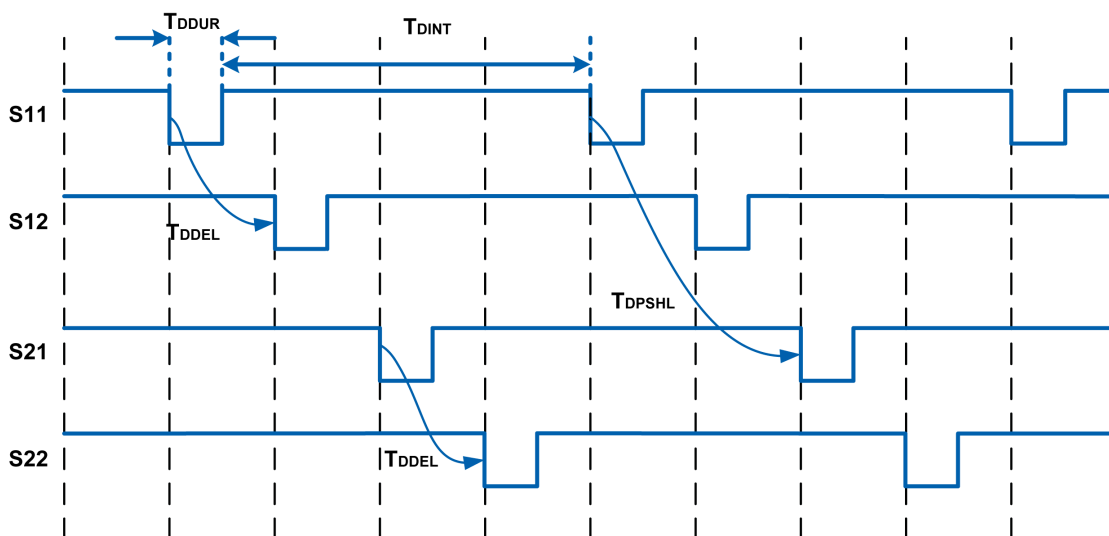 TDDUR
TDINT
S11
S12
TDDEL
TDPSHL
S21
S22
TDDEL